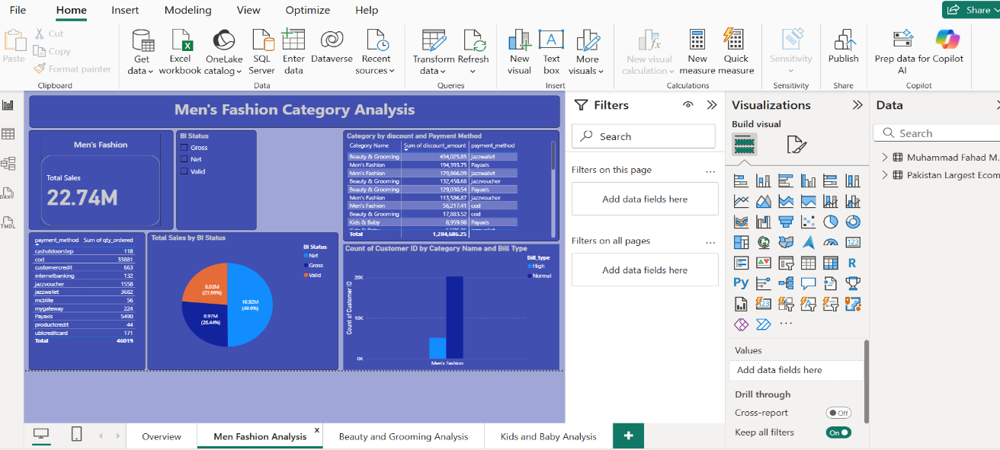 File Home Insert Modeling View Optimize Help Share
Paste
Cut
Copy
Format painter
Clipboard
Get data
Excel workbook
OneLake catalog
SQL Server
Enter data
Dataverse
Recent sources
Data
Transform data
Refresh
Queries
New visual
Text box
More visuals
Insert
New visual calculation
New measure
Quick measure
Calculations
Sensitivity
Sensitivity
Publish
Share
Prep data for AI
Copilot
Copilot
DAX
TMDL
Men's Fashion Category Analysis
Men's Fashion
Total Sales
22.74M
BI Status
Gross
Net
Valid
Category by discount and Payment Method
Category Name Sum of discount_amount payment_method
Beauty & Grooming 434,025.85 jazzwallet
Men's Fashion 194,393.75 Payaxis
Men's Fashion 179,866.09 jazzwallet
Beauty & Grooming 132,458.68 jazzvoucher
Beauty & Grooming 129,030.54 Payaxis
Men's Fashion 113,586.87 jazzvoucher
Men's Fashion 56,217.41 cod
Beauty & Grooming 17,883.52 cod
Kids & Baby 8,959.98 Payaxis
Total 1,284,686.25
payment_method Sum of qty_ordered
cashatdoorstep 118
cod 33881
customercredit 663
internetbanking 132
jazzvoucher 1558
jazzwallet 3682
mcblite 56
mygateway 224
Payaxis 5490
productcredit 44
ublcreditcard 171
Total 46019
Total Sales by BI Status
BI Status
Net
Gross
Valid
8.02M
(23.66%)
16.92M
(49.9%)
8.97M
(26.44%)
Count of Customer ID by Category Name and Bill Type
Bill_type
High
Normal
Count of Customer ID
20K
10K
0K
Men's Fashion
Filters
Search
Filters on this page ...
Add data fields here
Filters on all pages ...
Add data fields here
Visualizations
Build visual
123
R
Py
123
...
Values
Add data fields here
Drill through
Cross-report Off
Keep all filters On
Data
Search
Muhammad Fahad M.
Pakistan Largest Ecom
Overview Men Fashion Analysis x Beauty and Grooming Analysis Kids and Baby Analysis +